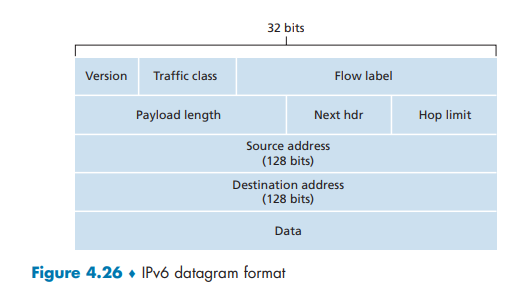 32 bits
Version Traffic class Flow label
Payload length Next hdr Hop limit
Source address
(128 bits)
Destination address
(128 bits)
Data
Figure 4.26 ♦ IPv6 datagram format